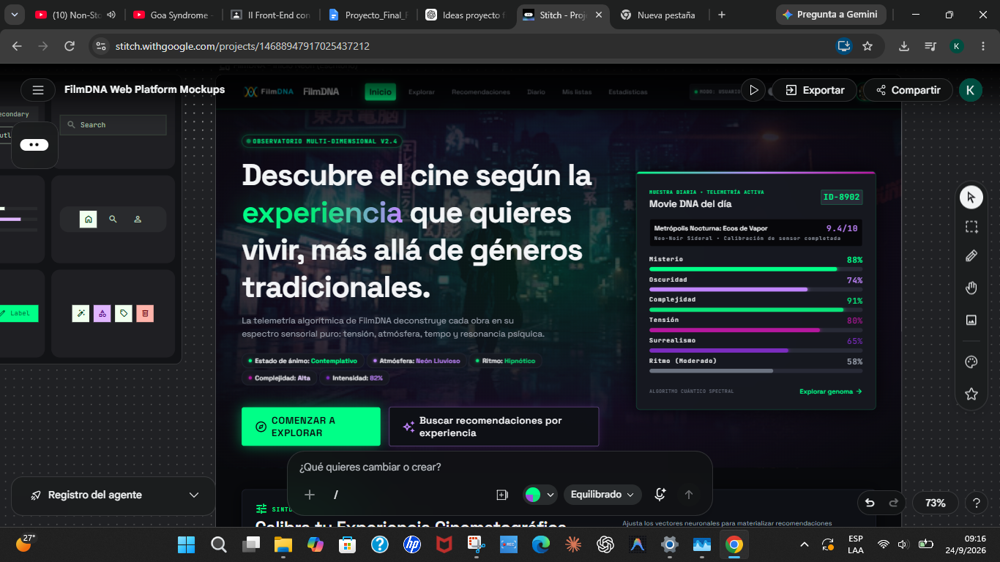 (10) Non-Sto
Goa Syndrome -
II Front-End con
Proyecto_Final_F
Ideas proyecto f
Stitch - Proj
Nueva pestaña
Pregunta a Gemini
stitch.withgoogle.com/projects/14688947917025437212
K
FilmDNA Web Platform Mockups
FilmDNA
FilmDNA
Inicio
Explorar
Recomendaciones
Diario
Mis listas
Estadísticas
MODO: USUARIO
Exportar
Compartir
K
econdary
Search
Label
OBSERVATORIO MULTI-DIMENSIONAL V2.4
Descubre el cine según la
experiencia que quieres
vivir, más allá de géneros
tradicionales.
La telemetría algorítmica de FilmDNA deconstruye cada obra en su
espectro sensorial puro: tensión, atmósfera, tempo y resonancia psíquica.
Estado de ánimo: Contemplativo
Atmósfera: Neón Lluvioso
Ritmo: Hipnótico
Complejidad: Alta
Intensidad: 82%
COMENZAR A
EXPLORAR
Buscar recomendaciones por
experiencia
MUESTRA DIARIA • TELEMETRÍA ACTIVA
Movie DNA del día
ID-8902
Metrópolis Nocturna: Ecos de Vapor
9.4/10
Neo-Noir Sideral • Calibración de sensor completada
Misterio 88%
Oscuridad 74%
Complejidad 91%
Tensión 80%
Surrealismo 65%
Ritmo (Moderado) 58%
ALGORITMO CUÁNTICO SPECTRAL
Explorar genoma →
¿Qué quieres cambiar o crear?
/
Equilibrado
Registro del agente
Calibra tu Experiencia Cinematográfica
Ajusta los vectores neuronales para materializar recomendaciones
73%
?
27°
ESP
LAA
09:16
24/9/2026